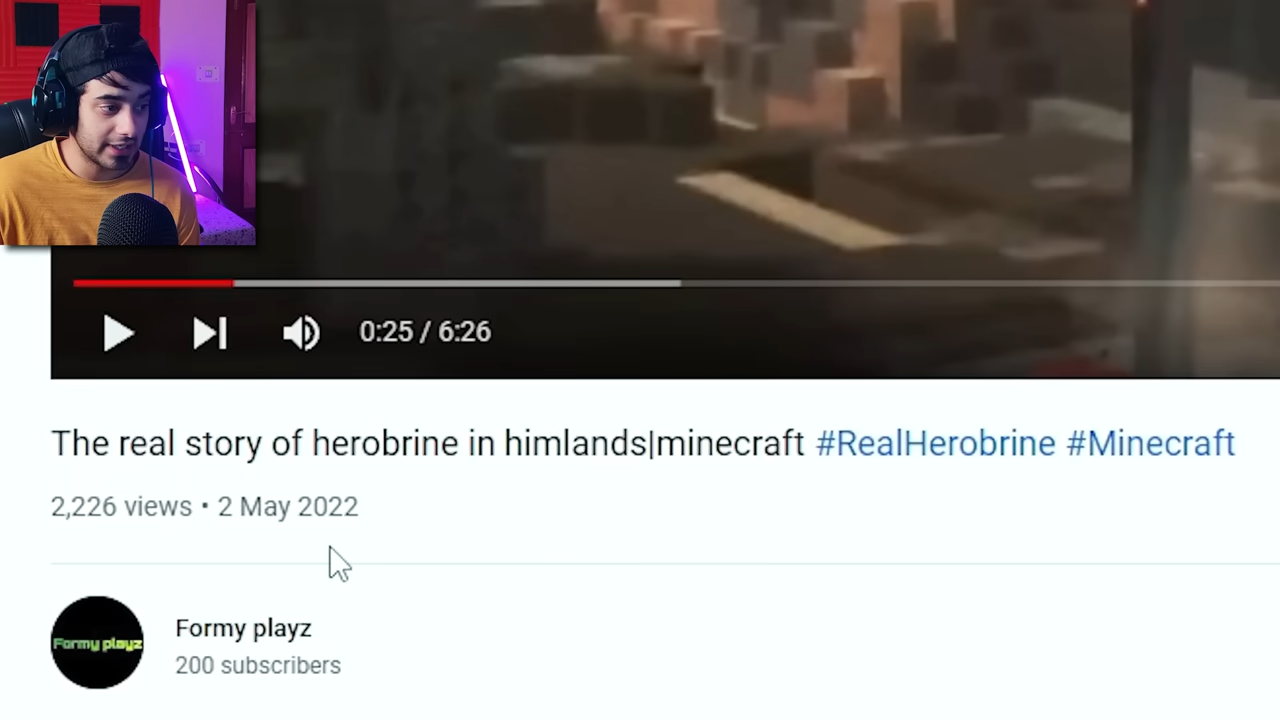 0:25 / 6:26
The real story of herobrine in himlands|minecraft #RealHerobrine #Minecraft
2,226 views • 2 May 2022
Formy playz
Formy playz
200 subscribers